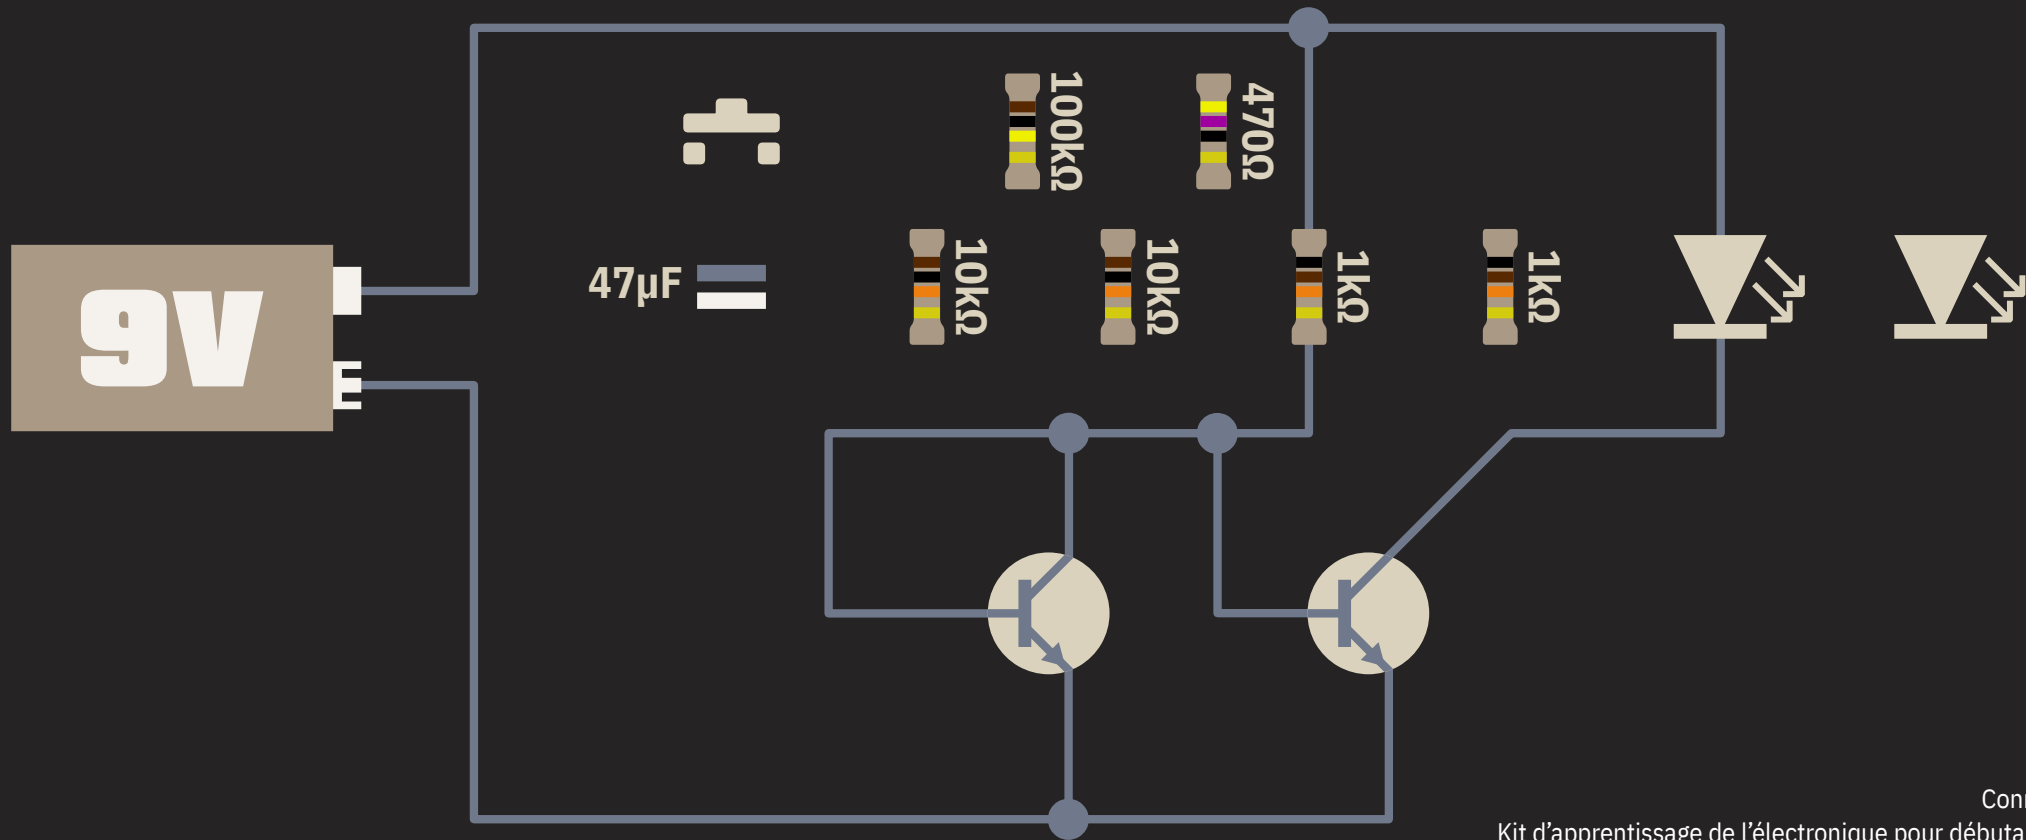 100kΩ
470Ω
9V
47µF
10kΩ
10kΩ
1kΩ
1kΩ
Kit d’apprentissage de l’électronique pour